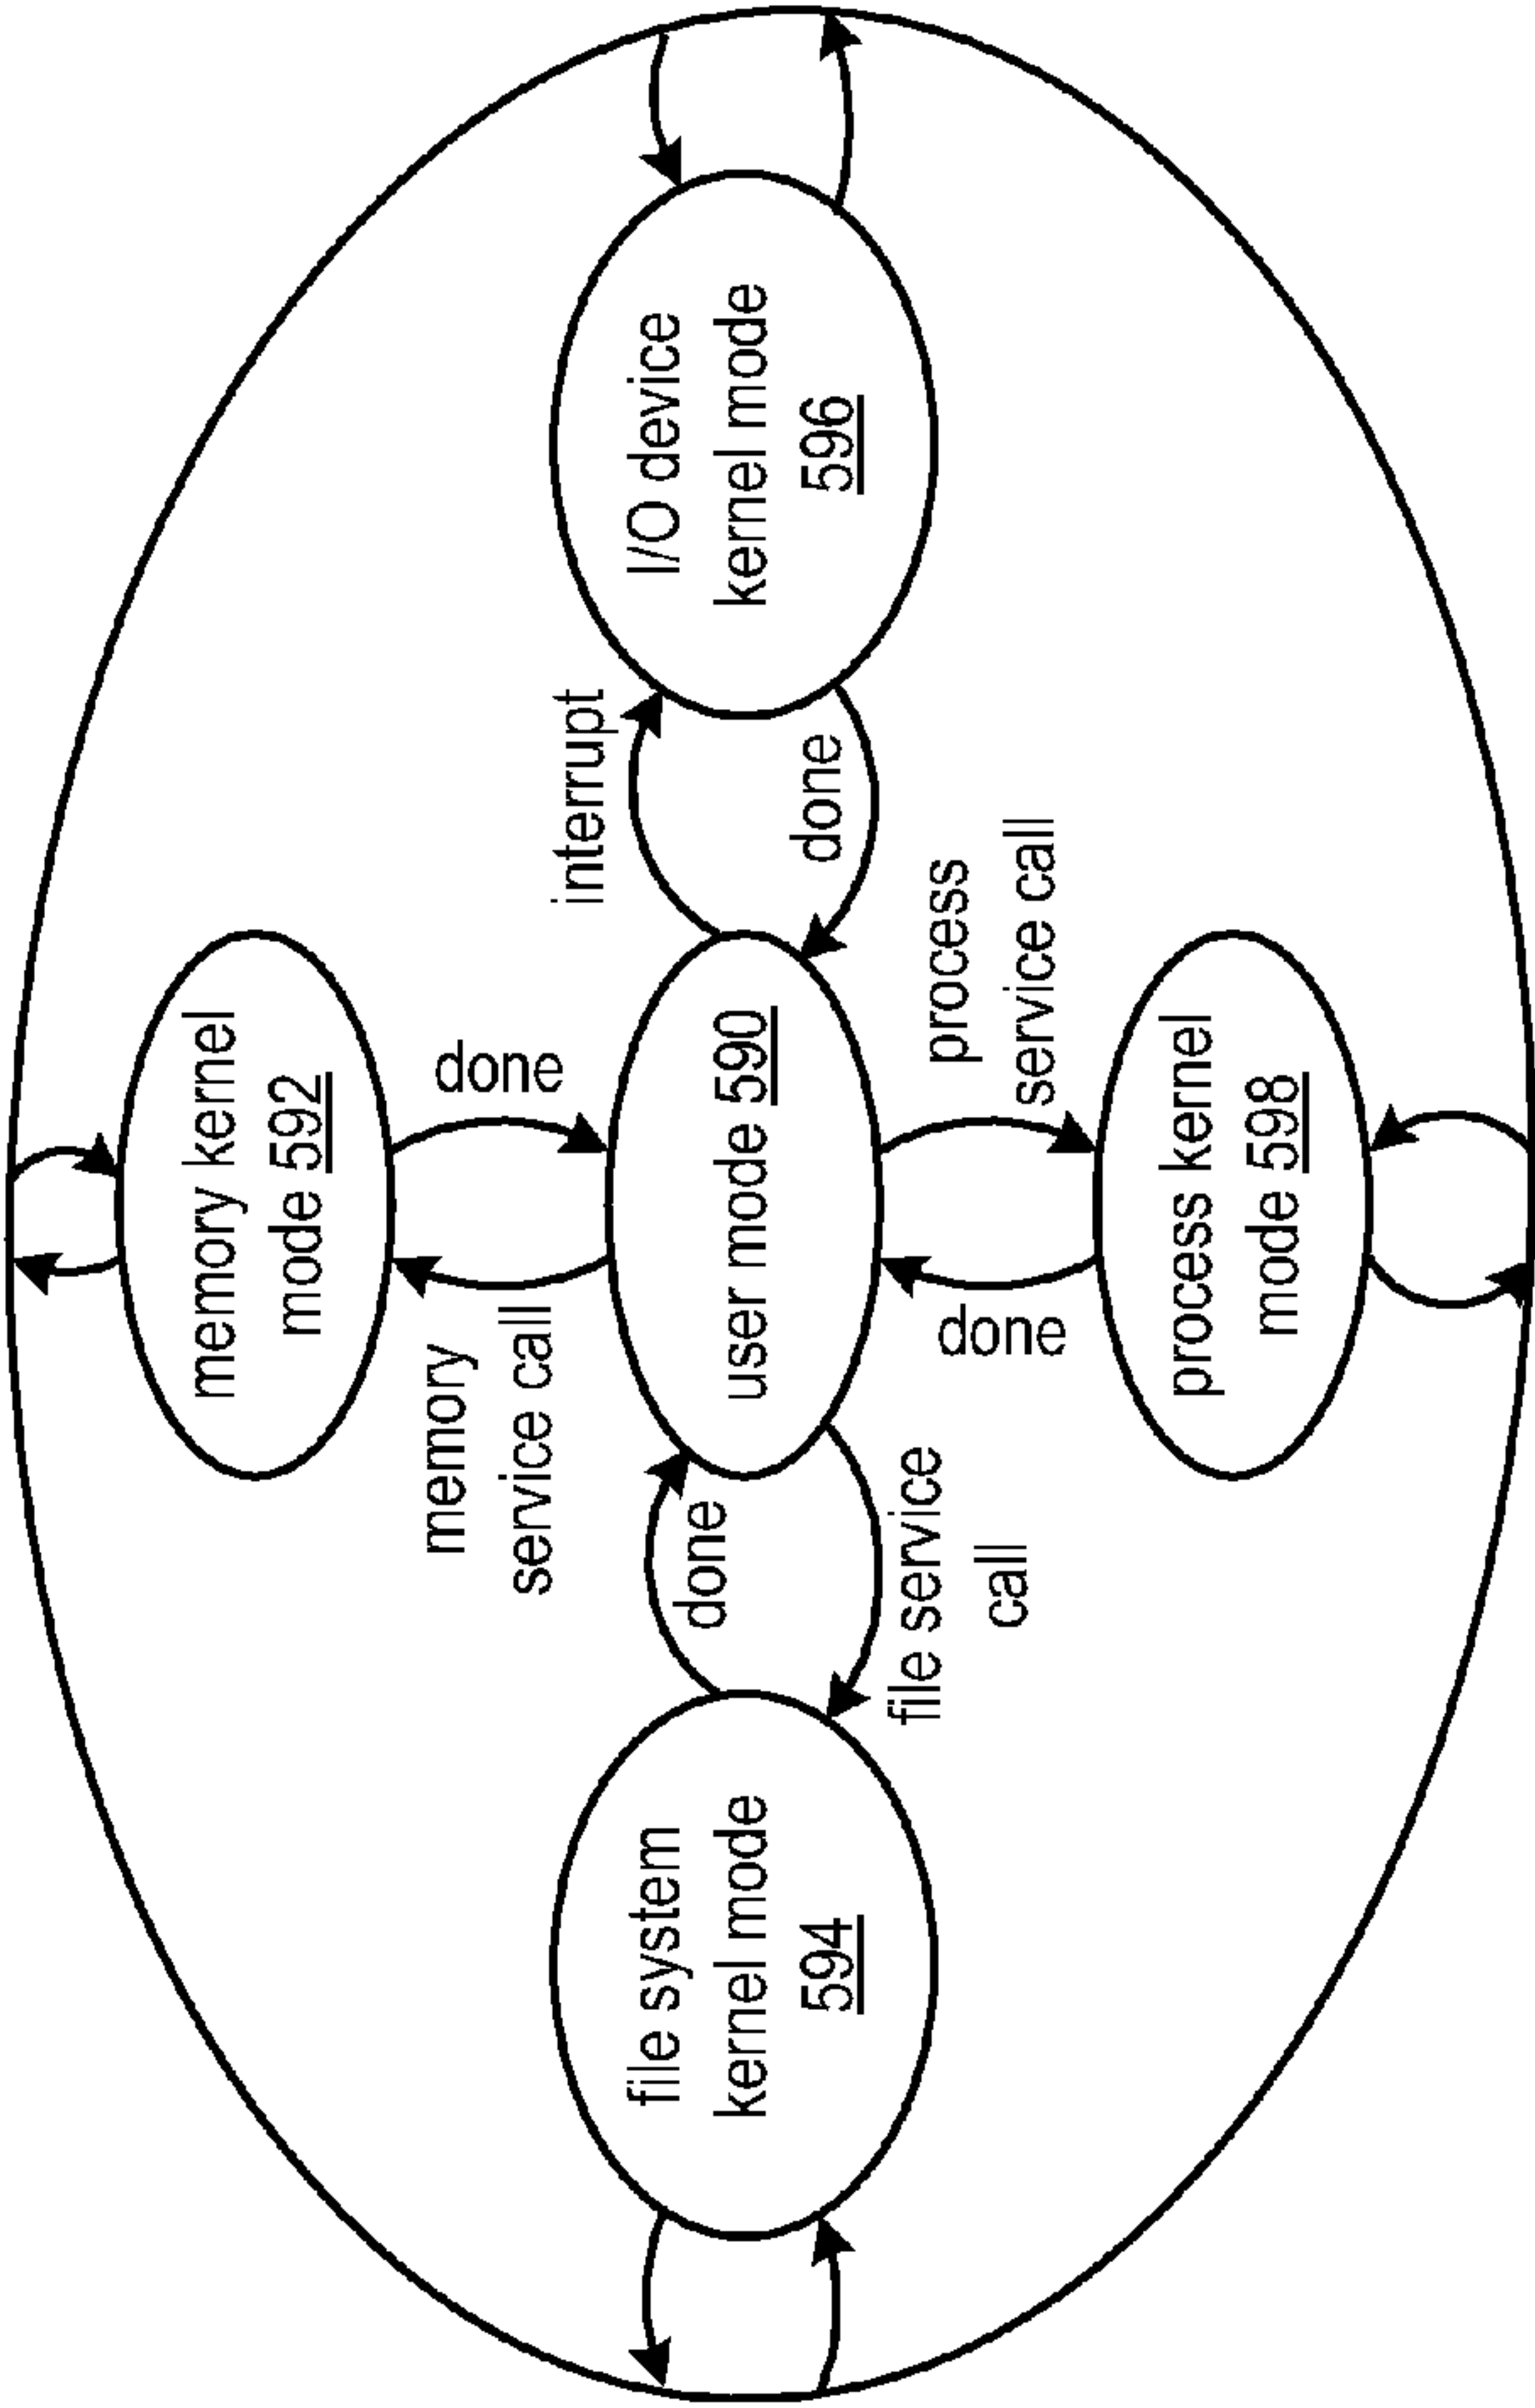 memory kernel
mode 592
memory
service call
done
file system
kernel mode
594
done
file service
call
user mode 590
interrupt
done
I/O device
kernel mode
596
done
process
service call
process kernel
mode 598